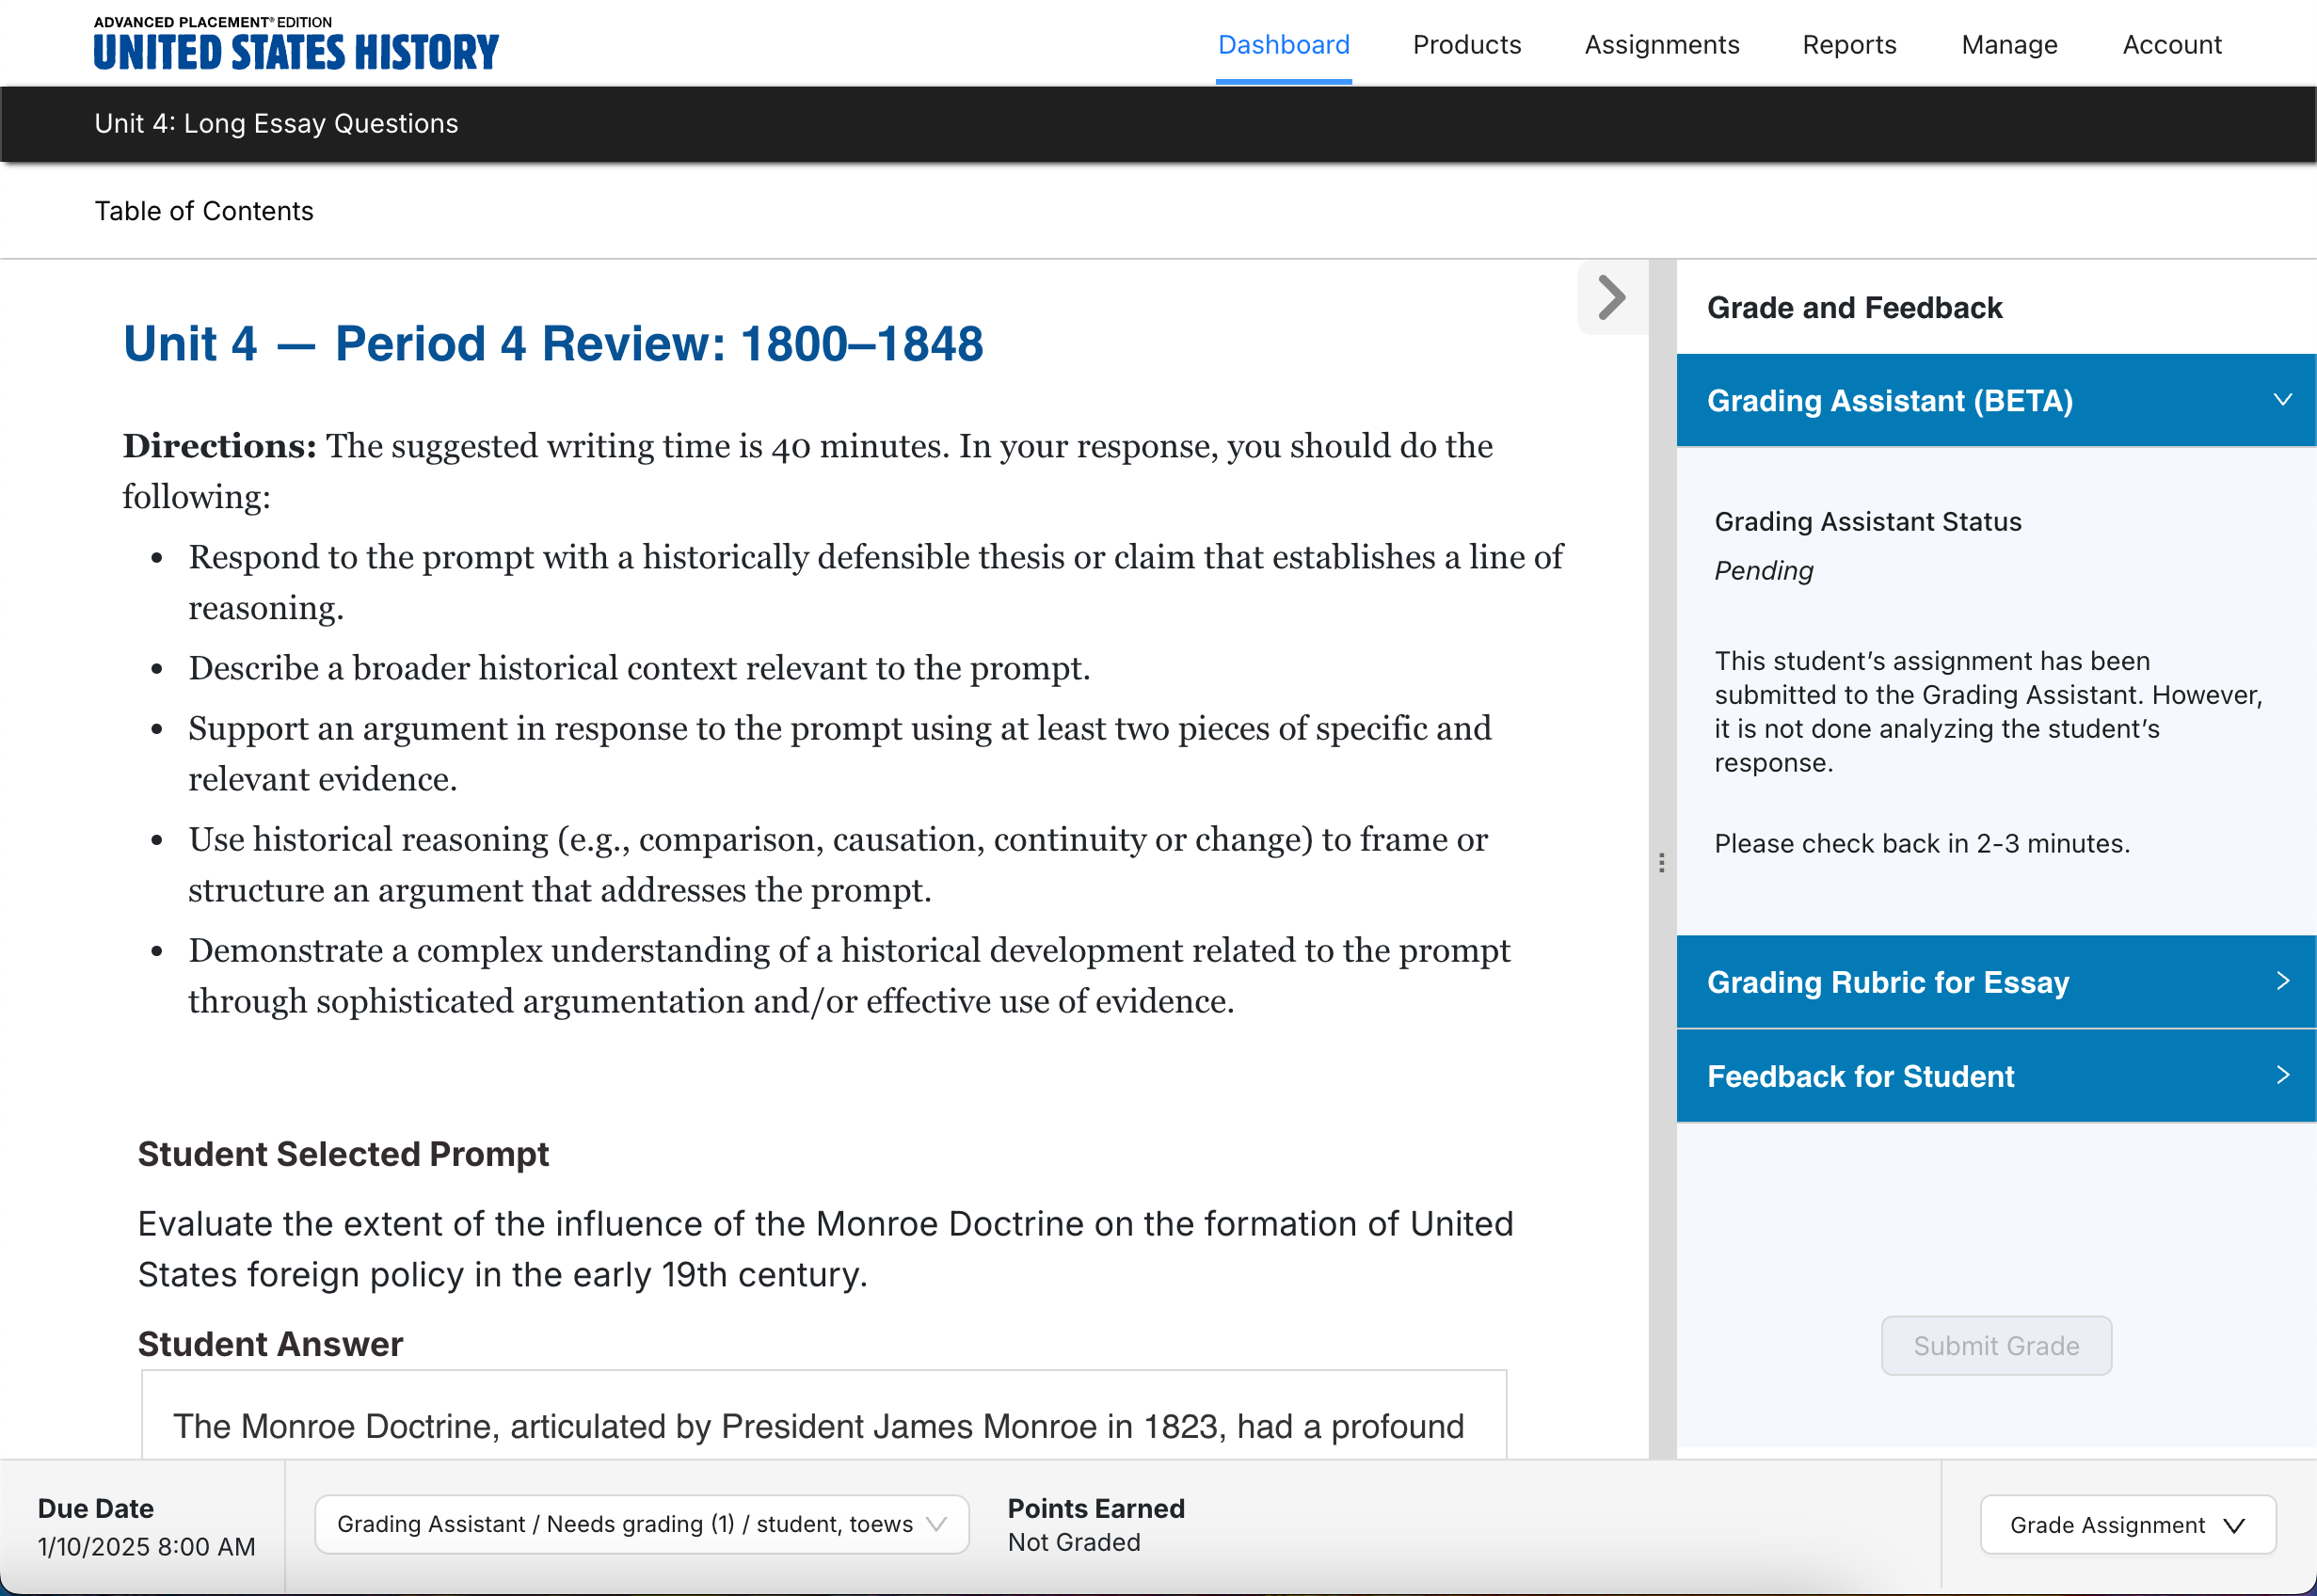 ADVANCED PLACEMENT® EDITION
UNITED STATES HISTORY
Dashboard
Products
Assignments
Reports
Manage
Account
Unit 4: Long Essay Questions
Table of Contents
Unit 4 — Period 4 Review: 1800–1848
Directions: The suggested writing time is 40 minutes. In your response, you should do the
following:
• Respond to the prompt with a historically defensible thesis or claim that establishes a line of
reasoning.
• Describe a broader historical context relevant to the prompt.
• Support an argument in response to the prompt using at least two pieces of specific and
relevant evidence.
• Use historical reasoning (e.g., comparison, causation, continuity or change) to frame or
structure an argument that addresses the prompt.
• Demonstrate a complex understanding of a historical development related to the prompt
through sophisticated argumentation and/or effective use of evidence.
Student Selected Prompt
Evaluate the extent of the influence of the Monroe Doctrine on the formation of United
States foreign policy in the early 19th century.
Student Answer
The Monroe Doctrine, articulated by President James Monroe in 1823, had a profound
Grade and Feedback
Grading Assistant (BETA)
Grading Assistant Status
Pending
This student’s assignment has been
submitted to the Grading Assistant. However,
it is not done analyzing the student’s
response.
Please check back in 2-3 minutes.
Grading Rubric for Essay
Feedback for Student
Submit Grade
Due Date
1/10/2025 8:00 AM
Grading Assistant / Needs grading (1) / student, toews
Points Earned
Not Graded
Grade Assignment